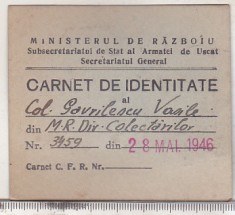 MINISTERUL DE RĂZBOIU
Subsecretariatul de Stat al Armatei de Uscat
Secretariatul General
CARNET DE IDENTITATE
al
Col. Gavrilescu Vasile
din M.R. Div. Colectărilor
Nr. 3459 din 28 MAI. 1946
Carnet C. F. R. Nr.